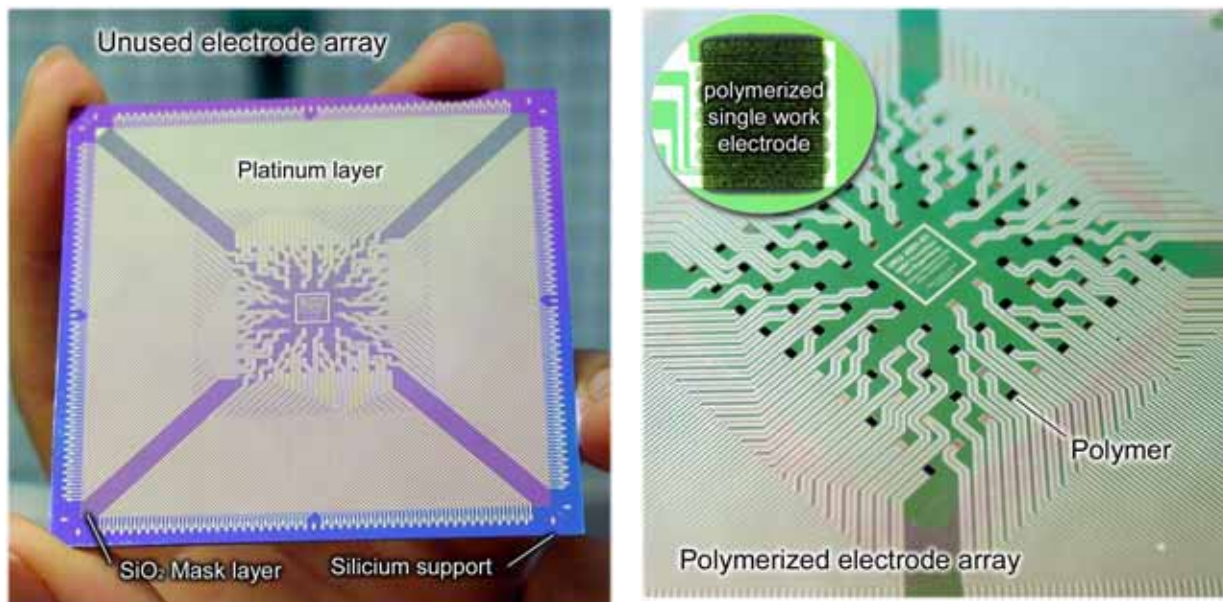 Unused electrode array
Platinum layer
SiO₂ Mask layer
Silicium support
polymerized
single work
electrode
Polymer
Polymerized electrode array